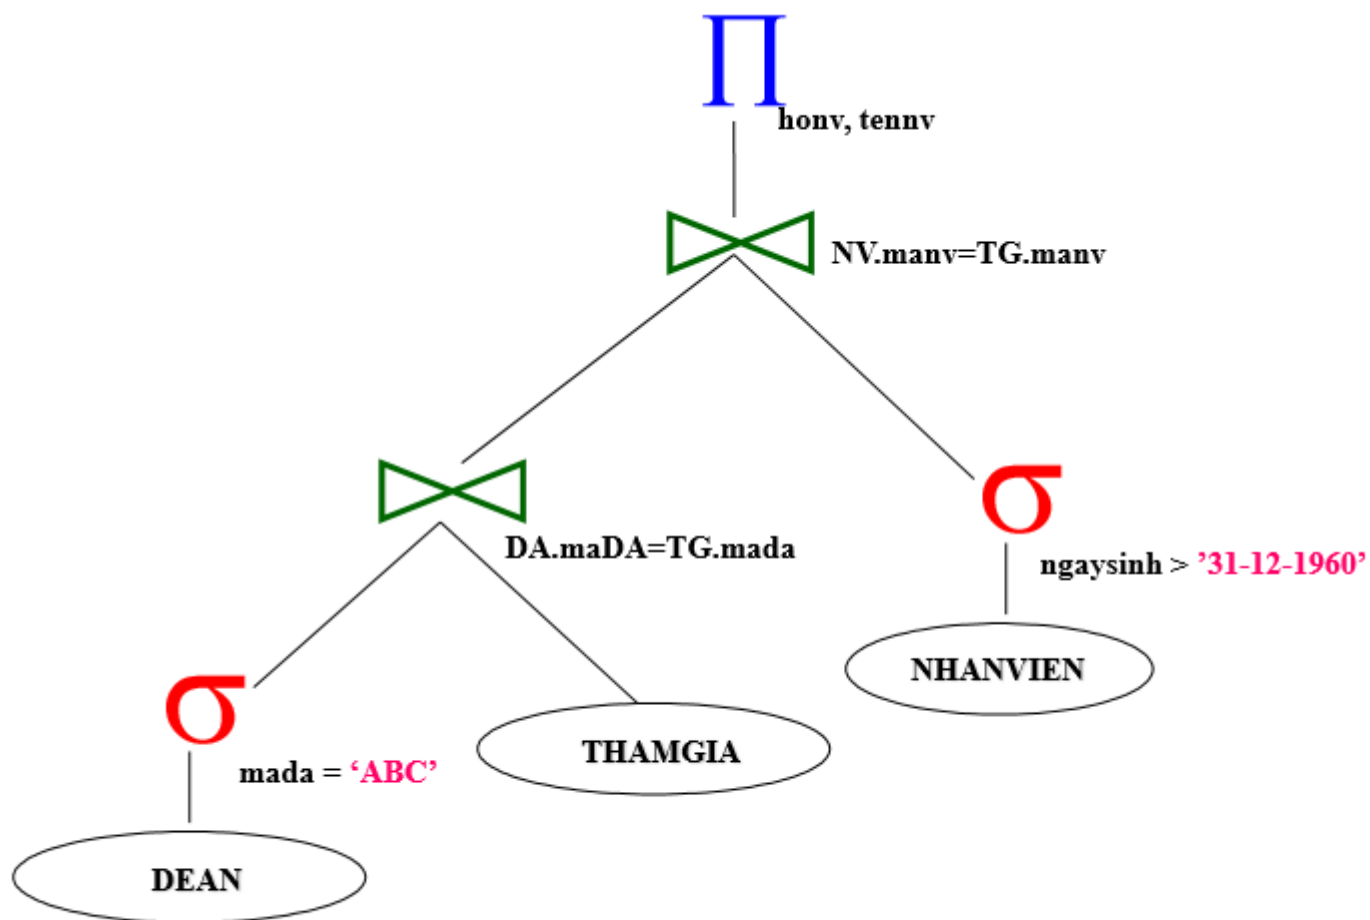 ∏
honv, tennv
NV.manv=TG.manv
DA.maDA=TG.mada
σ
ngaysinh > ’31-12-1960’
NHANVIEN
σ
THAMGIA
mada = ‘ABC’
DEAN